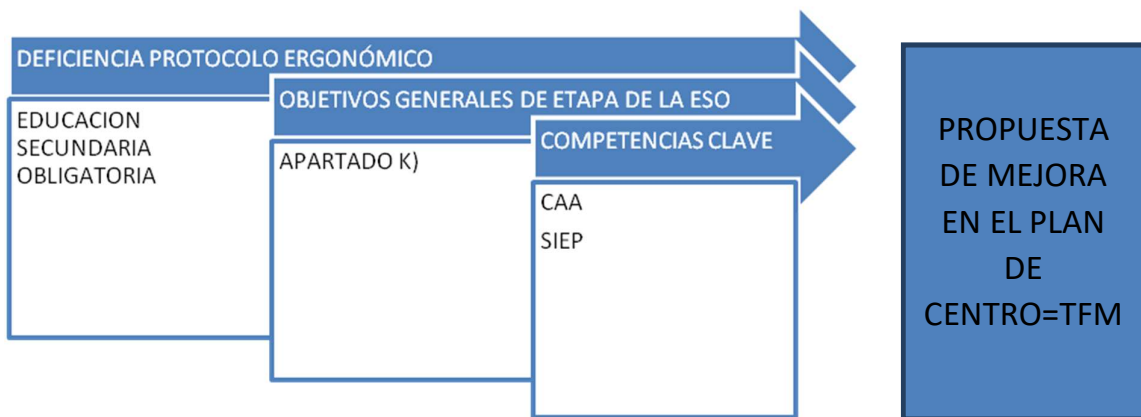 DEFICIENCIA PROTOCOLO ERGONÓMICO
EDUCACION
SECUNDARIA
OBLIGATORIA
OBJETIVOS GENERALES DE ETAPA DE LA ESO
APARTADO K)
COMPETENCIAS CLAVE
CAA
SIEP
PROPUESTA
DE MEJORA
EN EL PLAN
DE
CENTRO=TFM